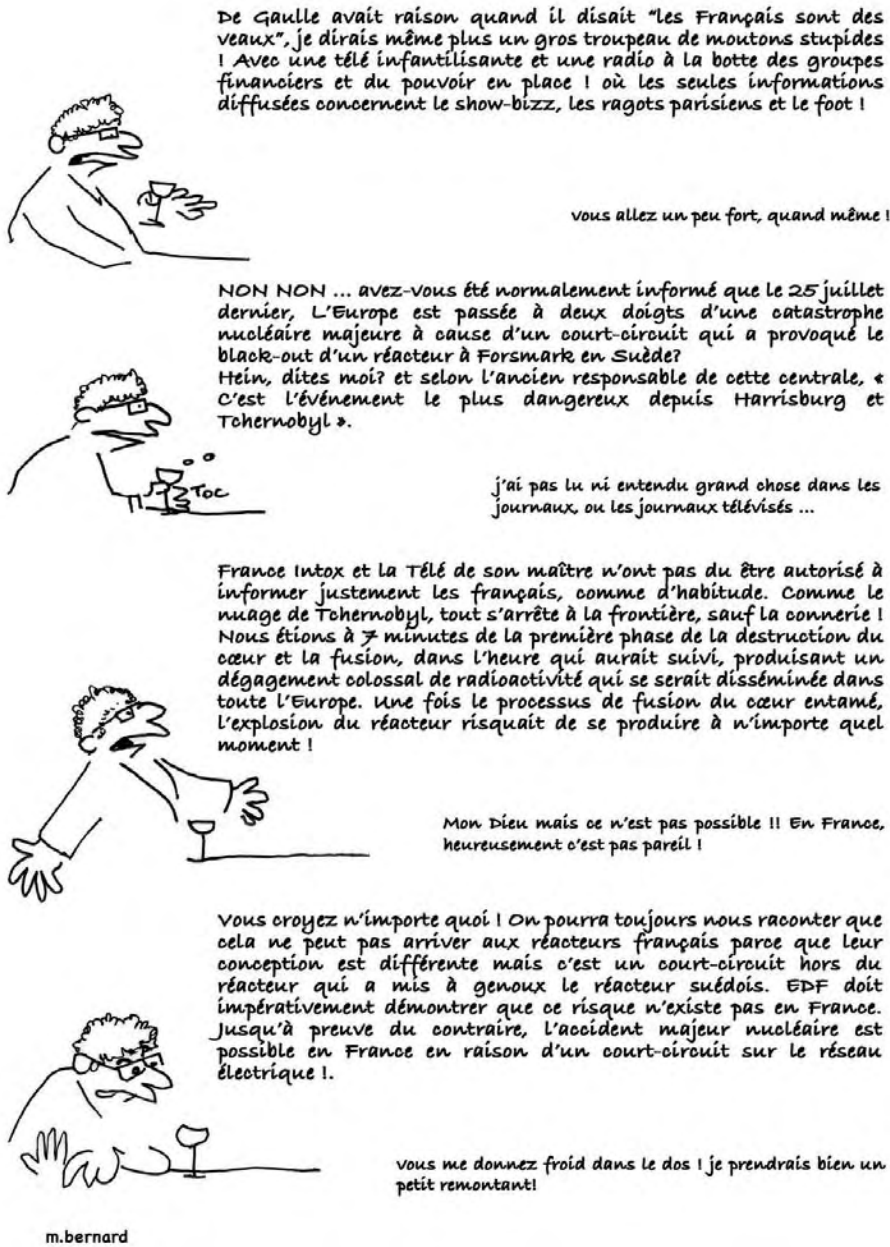 De Gaulle avait raison quand il disait "les Français sont des
veaux", je dirais même plus un gros troupeau de moutons stupides
! Avec une télé infantilisante et une radio à la botte des groupes
financiers et du pouvoir en place ! où les seules informations
diffusées concernent le show-bizz, les ragots parisiens et le foot !
vous allez un peu fort, quand même !
NON NON ... avez-vous été normalement informé que le 25 juillet
dernier, L'Europe est passée à deux doigts d'une catastrophe
nucléaire majeure à cause d'un court-circuit qui a provoqué le
black-out d'un réacteur à Forsmark en Suède?
Hein, dites moi? et selon l'ancien responsable de cette centrale, «
C'est l'événement le plus dangereux depuis Harrisburg et
Tchernobyl ».
TOC
j'ai pas lu ni entendu grand chose dans les
journaux, ou les journaux télévisés ...
France Intox et la Télé de son maître n'ont pas du être autorisé à
informer justement les français, comme d'habitude. Comme le
nuage de Tchernobyl, tout s'arrête à la frontière, sauf la connerie !
Nous étions à 7 minutes de la première phase de la destruction du
cœur et la fusion, dans l'heure qui aurait suivi, produisant un
dégagement colossal de radioactivité qui se serait disséminée dans
toute l'Europe. Une fois le processus de fusion du cœur entamé,
l'explosion du réacteur risquait de se produire à n'importe quel
moment !
Mon Dieu mais ce n'est pas possible !! En France,
heureusement c'est pas pareil !
Vous croyez n'importe quoi ! On pourra toujours nous raconter que
cela ne peut pas arriver aux réacteurs français parce que leur
conception est différente mais c'est un court-circuit hors du
réacteur qui a mis à genoux le réacteur suédois. EDF doit
impérativement démontrer que ce risque n'existe pas en France.
Jusqu'à preuve du contraire, l'accident majeur nucléaire est
possible en France en raison d'un court-circuit sur le réseau
électrique !.
vous me donnez froid dans le dos ! je prendrais bien un
petit remontant!
m.bernard